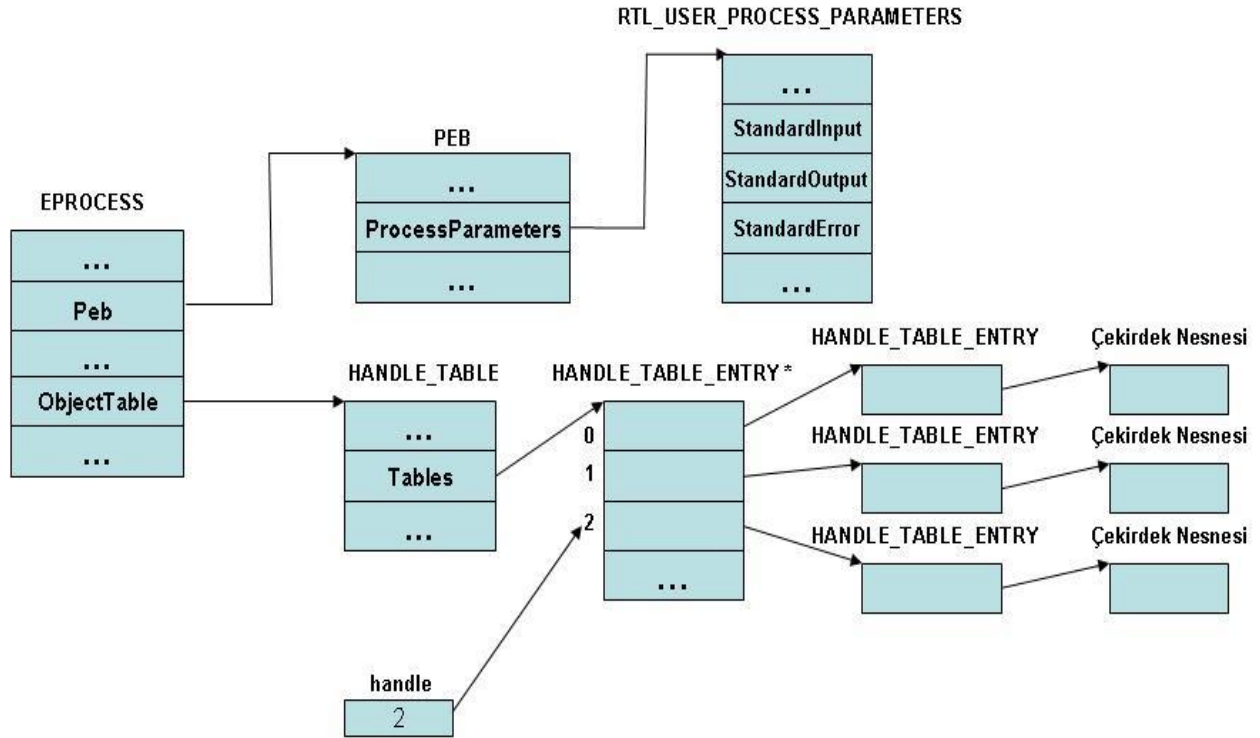 RTL_USER_PROCESS_PARAMETERS
...
StandardInput
StandardOutput
StandardError
...
PEB
...
ProcessParameters
...
EPROCESS
...
Peb
...
ObjectTable
...
HANDLE_TABLE
...
Tables
...
HANDLE_TABLE_ENTRY *
0
1
2
...
HANDLE_TABLE_ENTRY
Çekirdek Nesnesi
HANDLE_TABLE_ENTRY
Çekirdek Nesnesi
HANDLE_TABLE_ENTRY
Çekirdek Nesnesi
handle
2